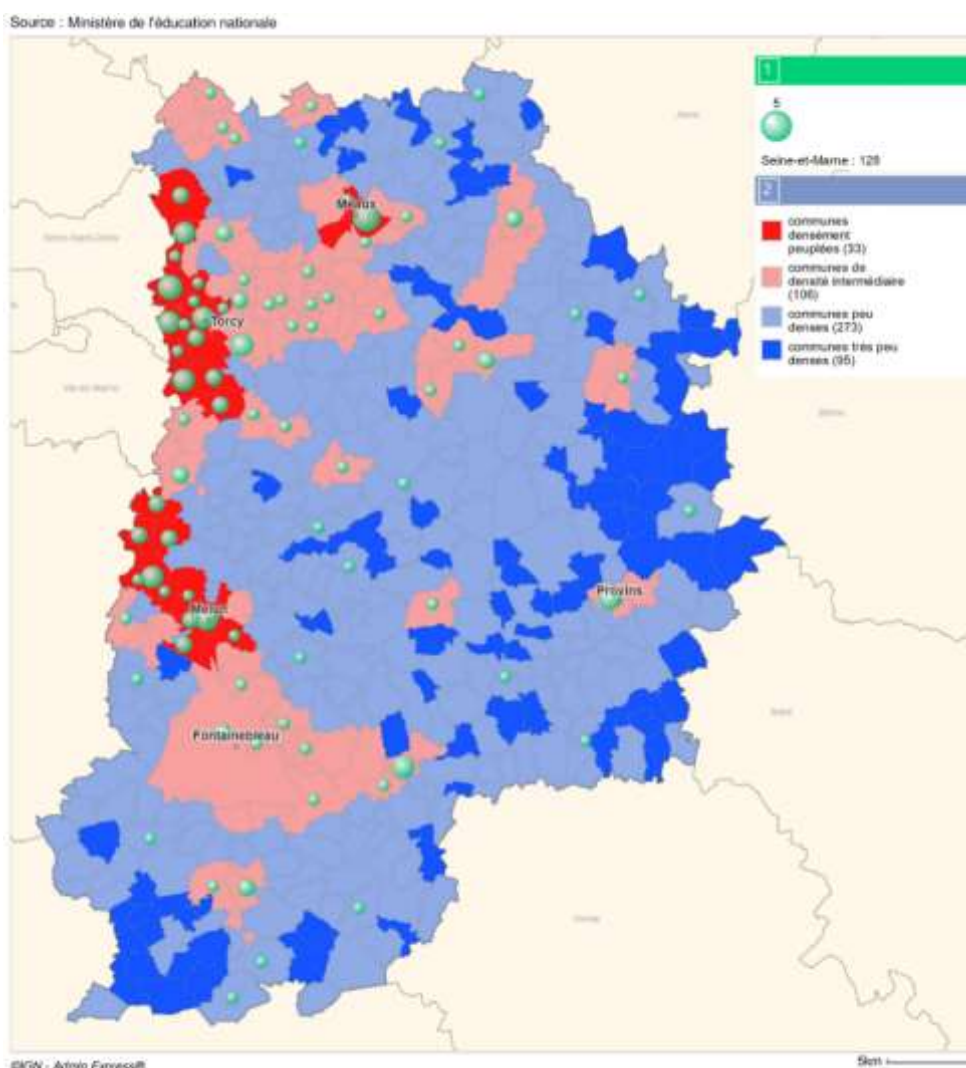 Source : Ministère de l'éducation nationale
1
5
Seine-et-Marne : 128
2
communes
densément
peuplées (33)
communes de
densité intermédiaire
(106)
communes peu
denses (273)
communes très peu
denses (95)
Meaux
Torcy
Melun
Provins
Fontainebleau
©IGN - Admin Express®
5km